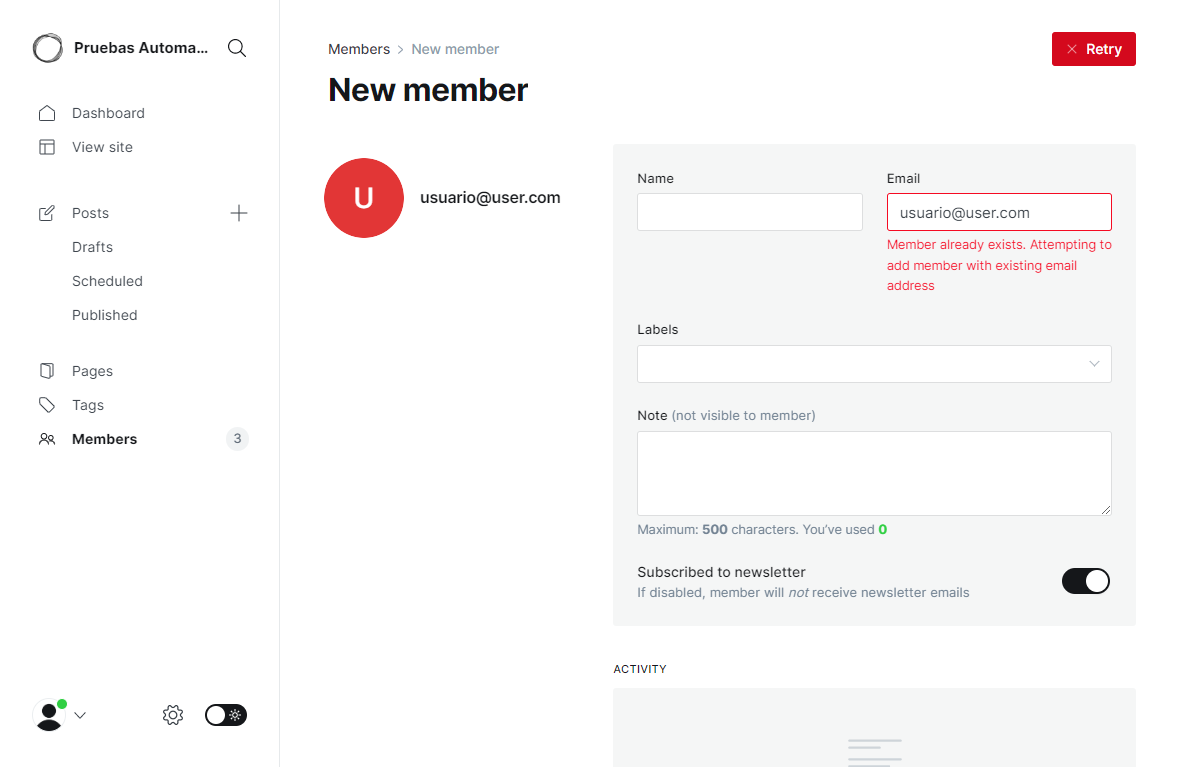 Pruebas Automa...
Dashboard
View site
Posts
Drafts
Scheduled
Published
Pages
Tags
Members 3
Members > New member
Retry
New member
U
usuario@user.com
Name
Email
usuario@user.com
Member already exists. Attempting to
add member with existing email
address
Labels
Note (not visible to member)
Maximum: 500 characters. You've used 0
Subscribed to newsletter
If disabled, member will not receive newsletter emails
ACTIVITY